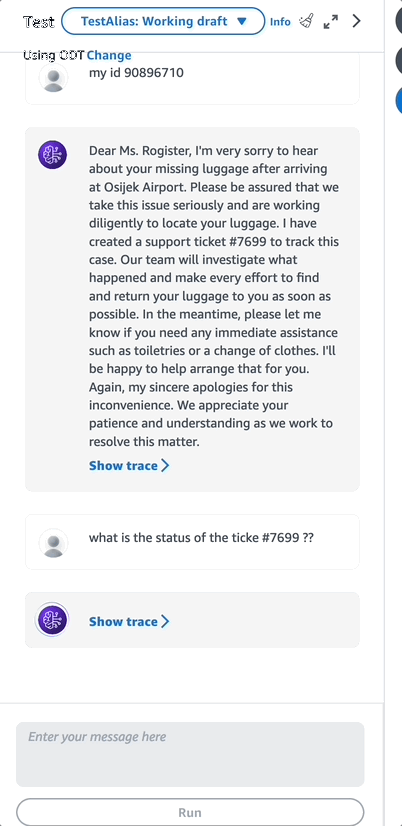 Test TestAlias: Working draft Info
Using ODT Change
my id 90896710
Dear Ms. Rogister, I'm very sorry to hear
about your missing luggage after arriving
at Osijek Airport. Please be assured that we
take this issue seriously and are working
diligently to locate your luggage. I have
created a support ticket #7699 to track this
case. Our team will investigate what
happened and make every effort to find
and return your luggage to you as soon as
possible. In the meantime, please let me
know if you need any immediate assistance
such as toiletries or a change of clothes. I'll
be happy to help arrange that for you.
Again, my sincere apologies for this
inconvenience. We appreciate your
patience and understanding as we work to
resolve this matter.
Show trace
what is the status of the ticke #7699 ??
Show trace
Enter your message here
Run